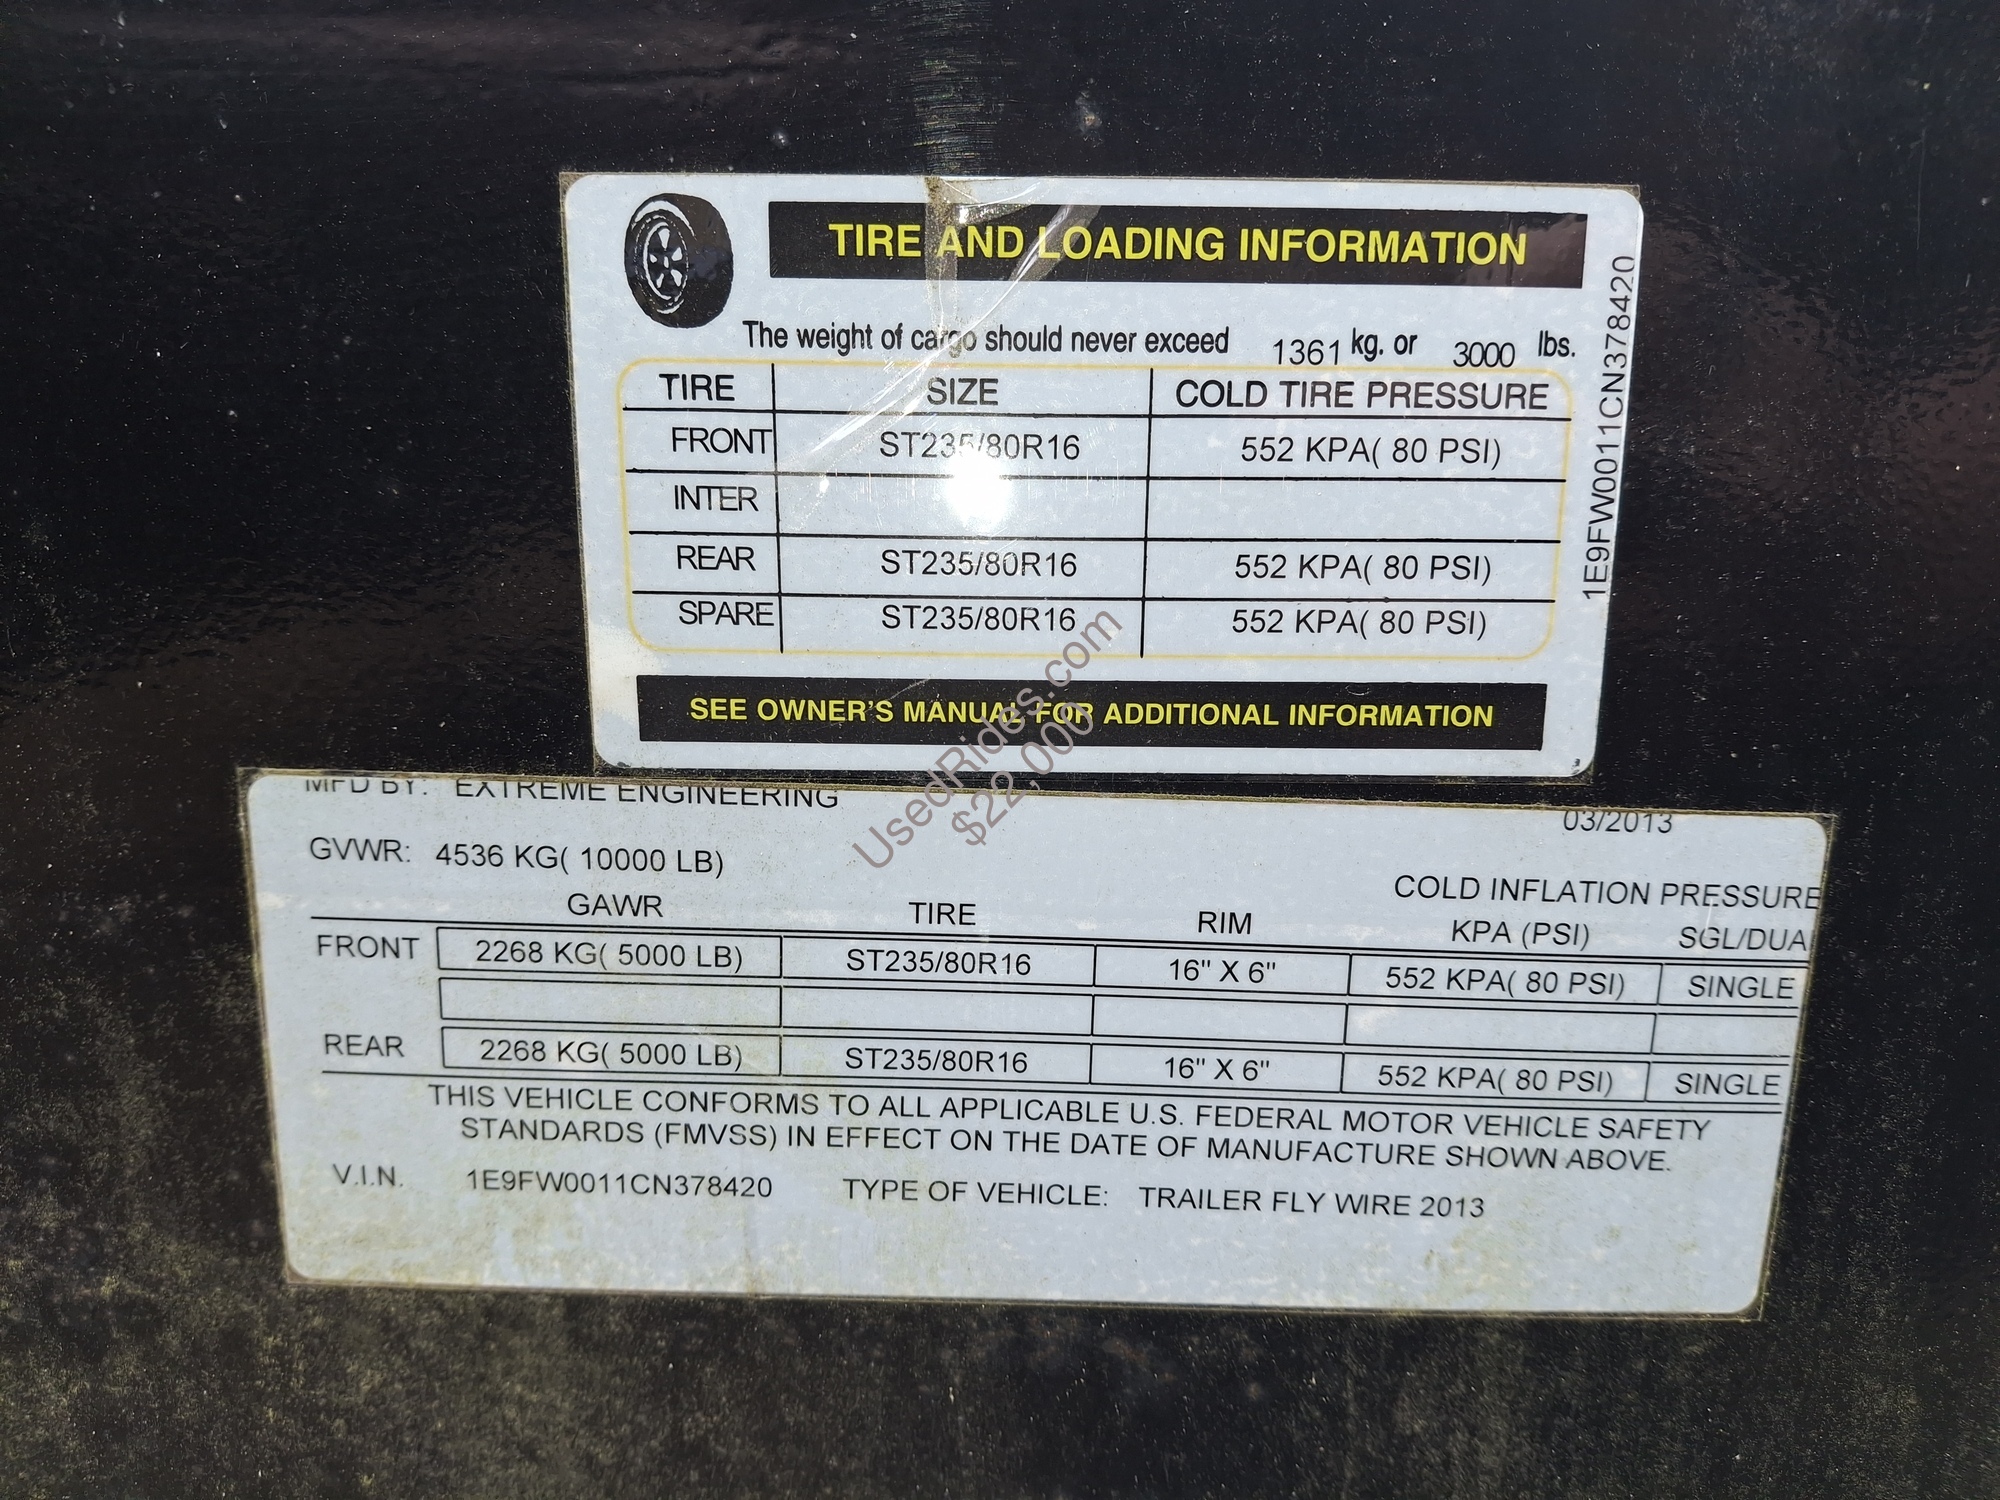 TIRE AND LOADING INFORMATION
The weight of cargo should never exceed 1361 kg. or 3000 lbs.
TIRE SIZE COLD TIRE PRESSURE
FRONT ST235/80R16 552 KPA( 80 PSI)
INTER
REAR ST235/80R16 552 KPA( 80 PSI)
SPARE ST235/80R16 552 KPA( 80 PSI)
SEE OWNER'S MANUAL FOR ADDITIONAL INFORMATION
1E9FW0011CN378420
UsedRides.com
$22,000
MFD BY: EXTREME ENGINEERING 03/2013
GVWR: 4536 KG( 10000 LB)
COLD INFLATION PRESSURE
GAWR TIRE RIM KPA (PSI) SGL/DUA
FRONT 2268 KG( 5000 LB) ST235/80R16 16" X 6" 552 KPA( 80 PSI) SINGLE
REAR 2268 KG( 5000 LB) ST235/80R16 16" X 6" 552 KPA( 80 PSI) SINGLE
THIS VEHICLE CONFORMS TO ALL APPLICABLE U.S. FEDERAL MOTOR VEHICLE SAFETY
STANDARDS (FMVSS) IN EFFECT ON THE DATE OF MANUFACTURE SHOWN ABOVE.
V.I.N. 1E9FW0011CN378420 TYPE OF VEHICLE: TRAILER FLY WIRE 2013